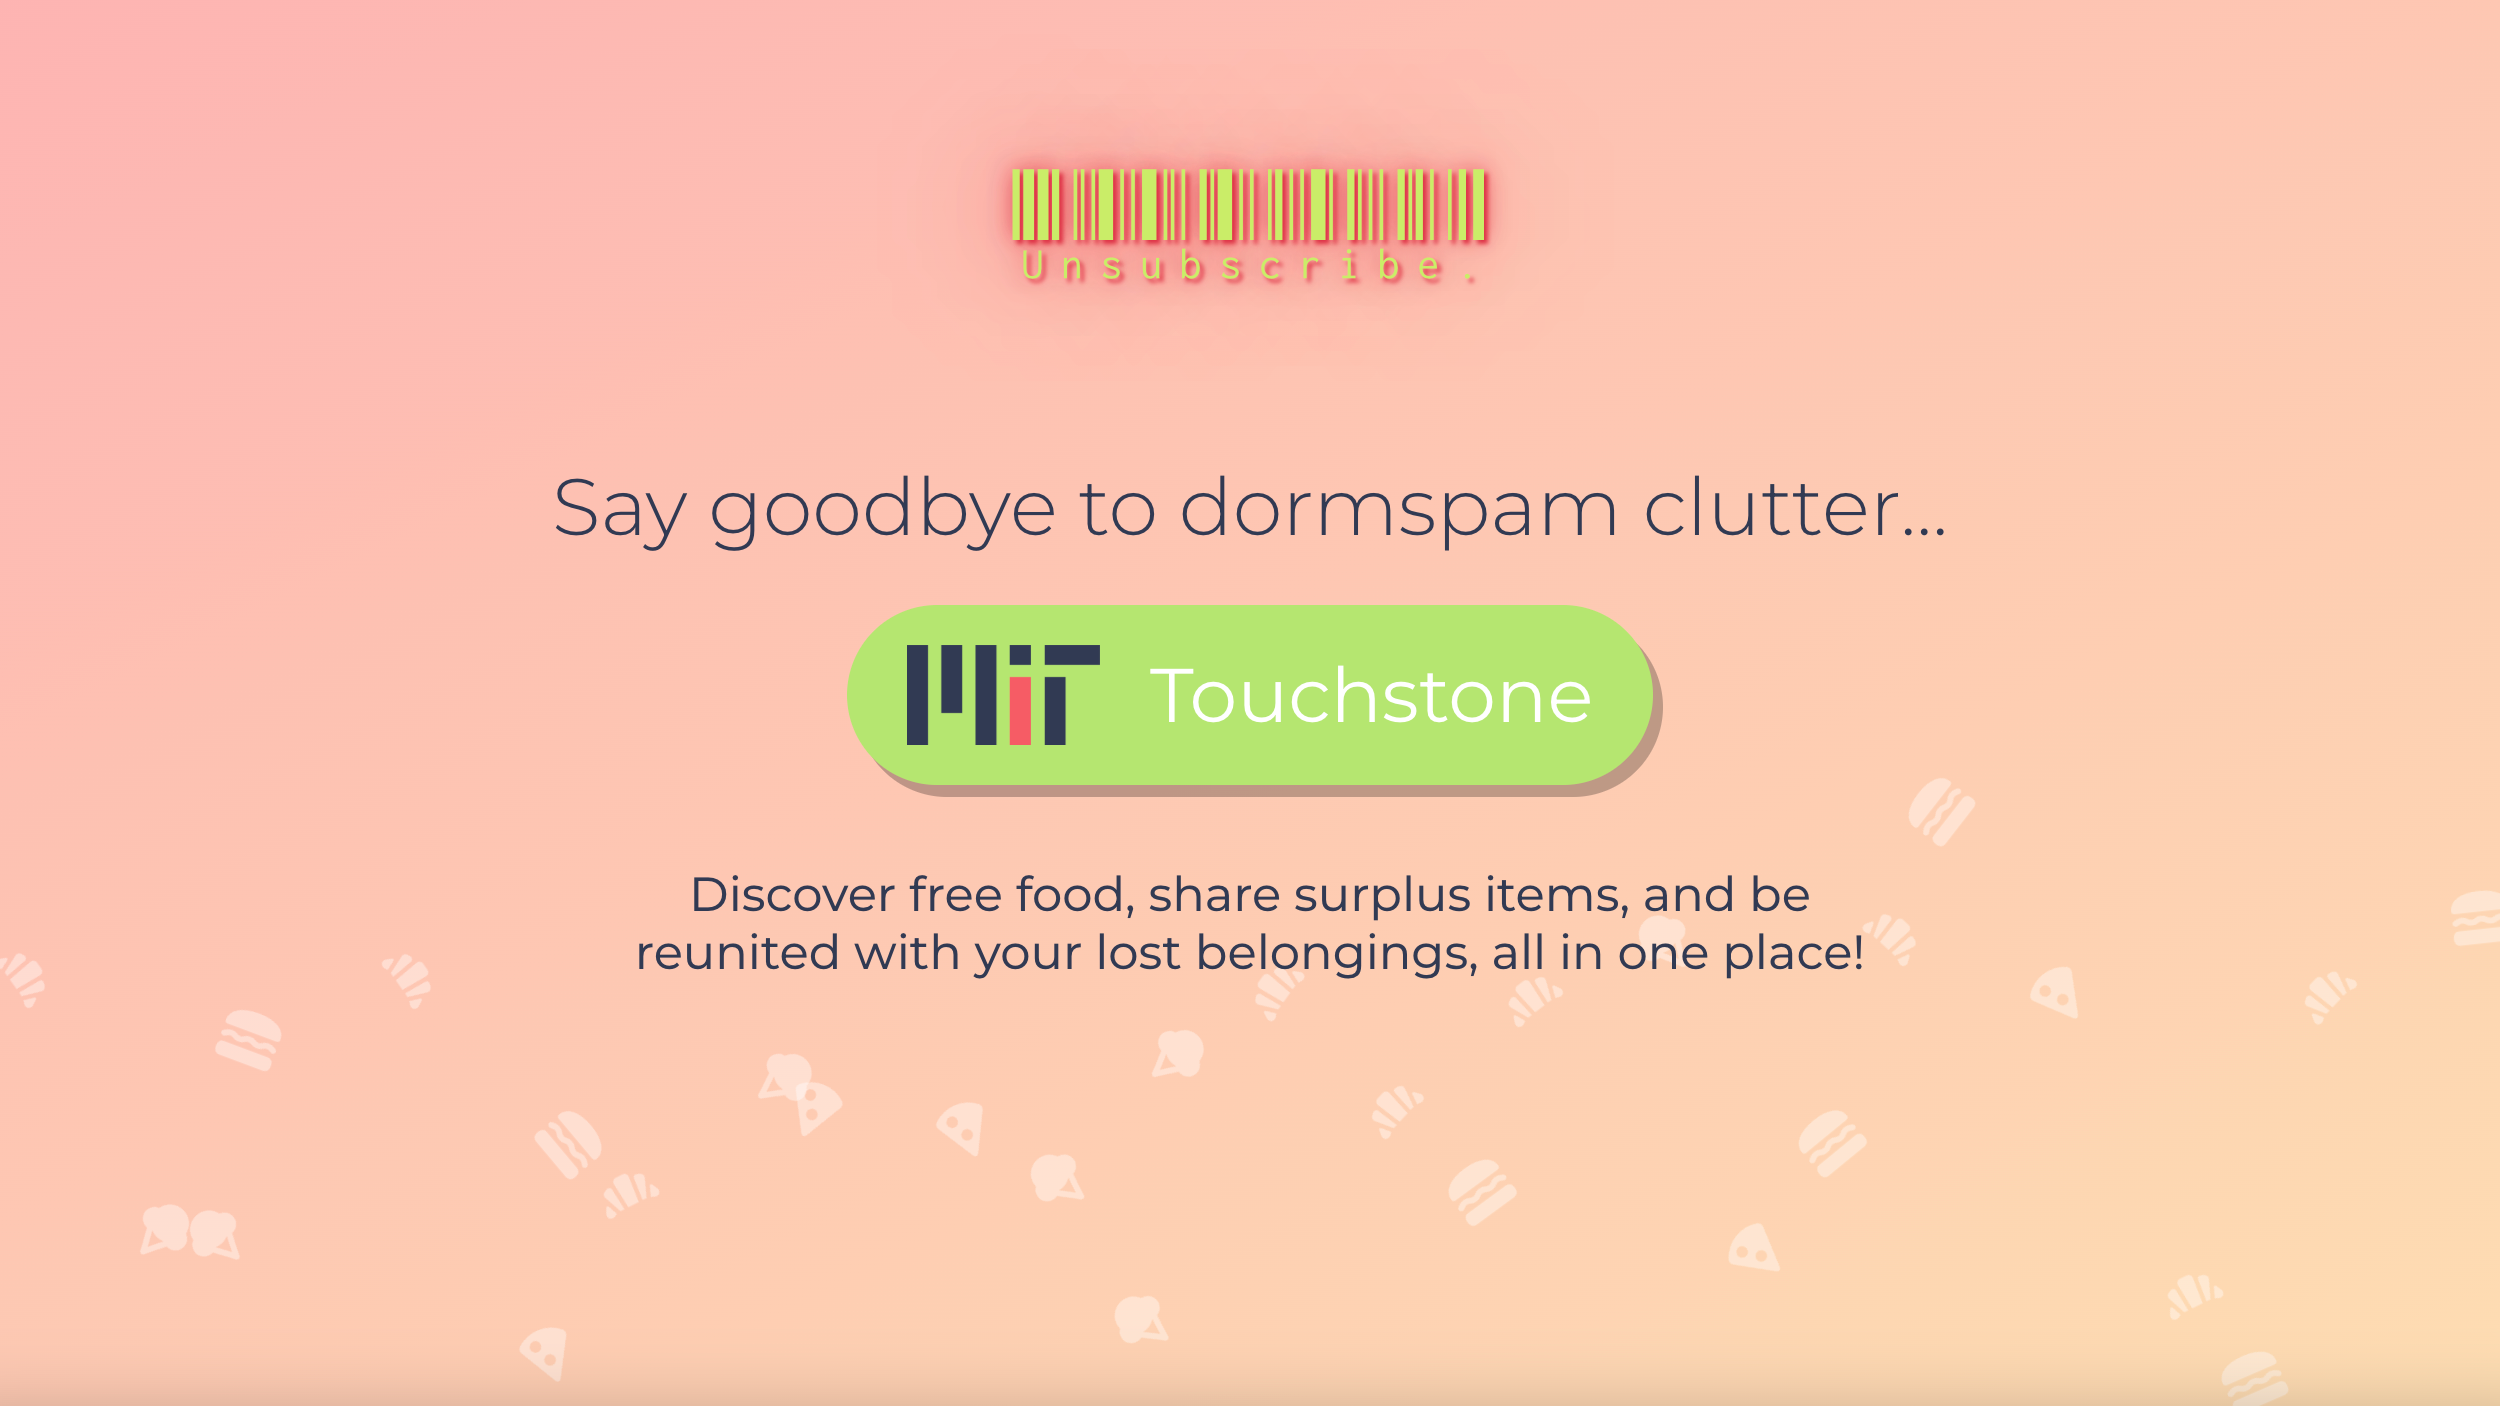 Unsubscribe.
Say goodbye to dormspam clutter...
MIT Touchstone
Discover free food, share surplus items, and be
reunited with your lost belongings, all in one place!